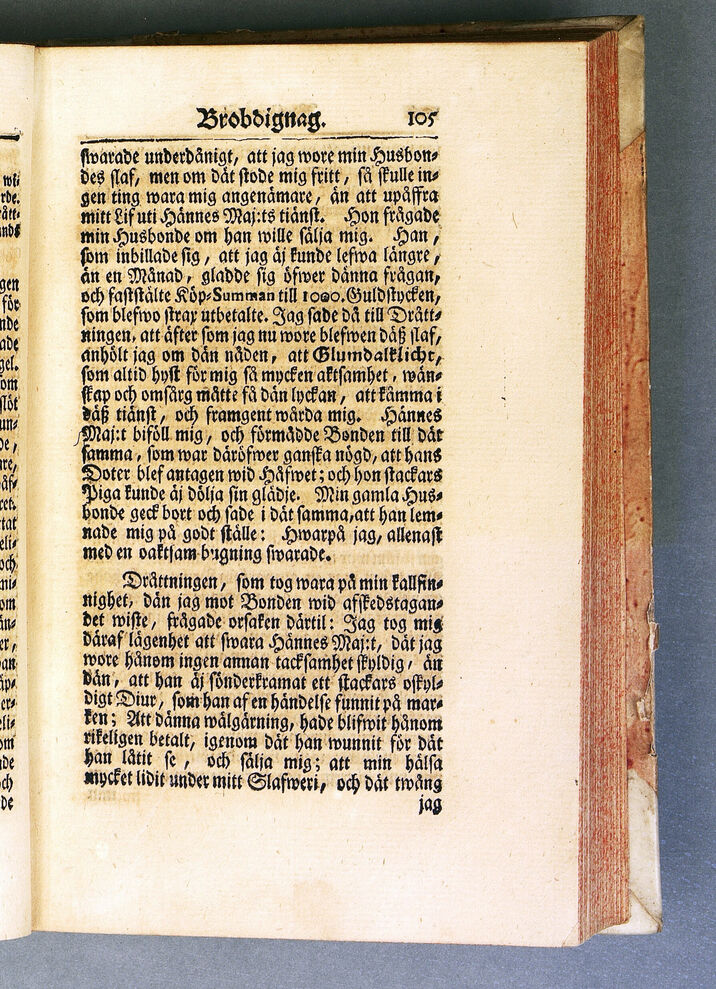 Brobdignag. 105
swarade underdånigt, att jag wore min Husbon-
des slaf, men om dät stode mig fritt, så skulle in-
gen ting wara mig angenämare, än att upåffra
mitt Lif uti Hännes Maj:ts tiänst. Hon frågade
min Husbonde om han wille sälja mig. Han,
som inbillade sig, att jag äj kunde lefwa längre,
än en Månad, gladde sig öfwer dänna frågan,
och fastställte Köp-Summan till 1000. Guldstycken,
som blefwo strax utbetalte. Jag sade då till Drätt-
ningen, att äfter som jag nu wore blefwen däß slaf,
anhölt jag om dän nåden, att Glumdalklichr,
som altid hyst för mig så mycken aktsamhet, wän-
skap och omsärg måtte få dän lyckan, att kämma i
däß tiänst, och framgent wårda mig. Hännes
Maj:t biföll mig, och förmådde Bonden till dät
samma, som war däröfwer ganska nögd, att hans
Doter blef antagen wid Håfwet; och hon stackars
Piga kunde äj dölja sin glädje. Min gamla Hus-
bonde geck bort och sade i dät samma, att han lem-
nade mig på godt ställe: Hwarpå jag, allenast
med en oaktsam bugning swarade.
Drättningen, som tog wara på min kallsin-
nighet, dän jag mot Bonden wid afskedstagan-
det wiste, frågade orsaken därtil: Jag tog mig
däraf lägenhet att swara Hännes Maj:t, dät jag
wore hånom ingen annan tacksamhet skyldig, än
dän, att han äj sönderkramat ett stackars oskyl-
digt Diur, som han af en händelse funnit på mar-
ken; Att dänna wälgärning, hade blifwit hånom
rikeligen betalt, igenom dät han wunnit för dät
han låtit se, och sälja mig; att min hälsa
mycket lidit under mitt Slafweri, och dät twång
jag